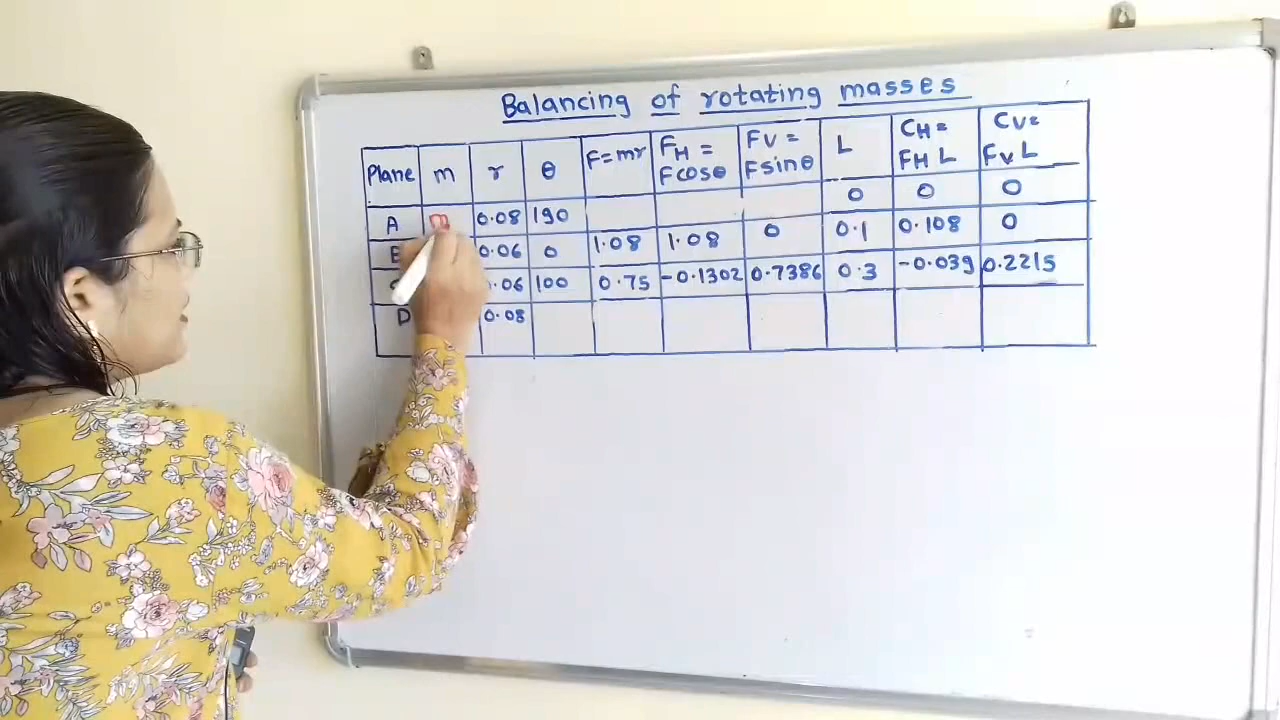 Balancing of rotating masses
Plane m r θ F=mr FH = Fcosθ FV = Fsinθ L CH = FH L CV= FV L
A m 0.08 190 0 0 0
0.06 0 1.08 1.08 0 0.1 0.108 0
.06 100 0.75 -0.1302 0.7386 0.3 -0.039 0.2215
D 0.08